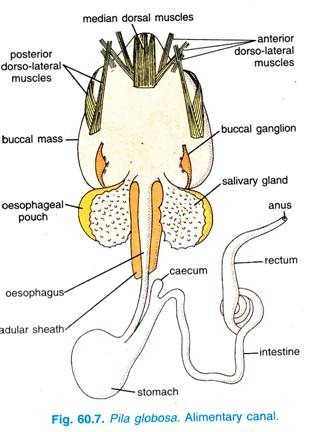 median dorsal muscles
anterior
dorso-lateral
muscles
posterior
dorso-lateral
muscles
buccal mass
buccal ganglion
salivary gland
oesophageal
pouch
anus
caecum
rectum
oesophagus
adular sheath
intestine
stomach
Fig. 60.7. Pila globosa. Alimentary canal.